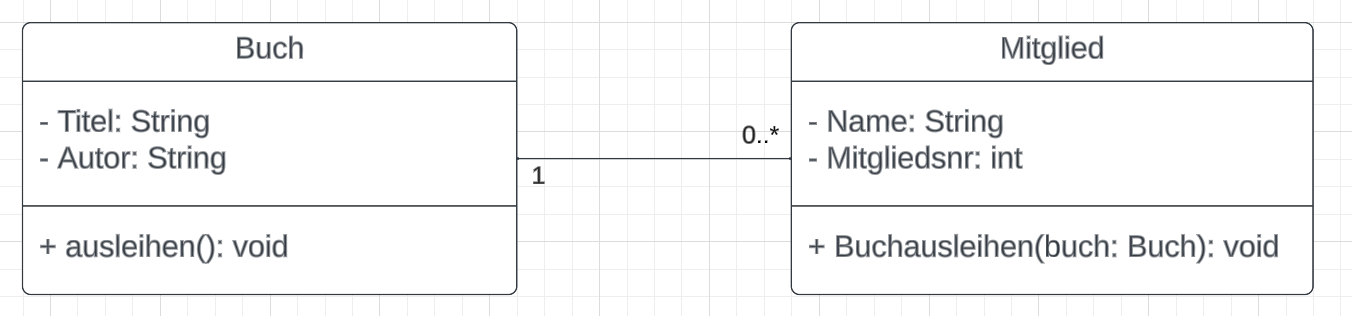 Buch
- Titel: String
- Autor: String
+ ausleihen(): void
1
0..*
Mitglied
- Name: String
- Mitgliedsnr: int
+ Buchausleihen(buch: Buch): void